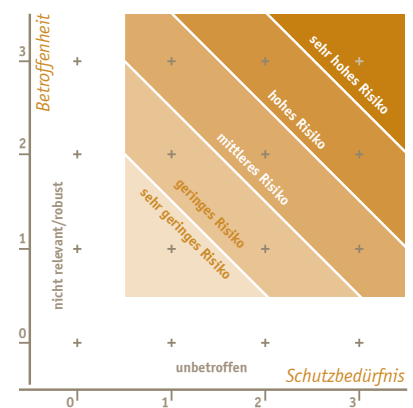 Betroffenheit
3
2
1
0
nicht relevant/robust
sehr hohes Risiko
hohes Risiko
mittleres Risiko
geringes Risiko
sehr geringes Risiko
unbetroffen
Schutzbedürfnis
0
1
2
3